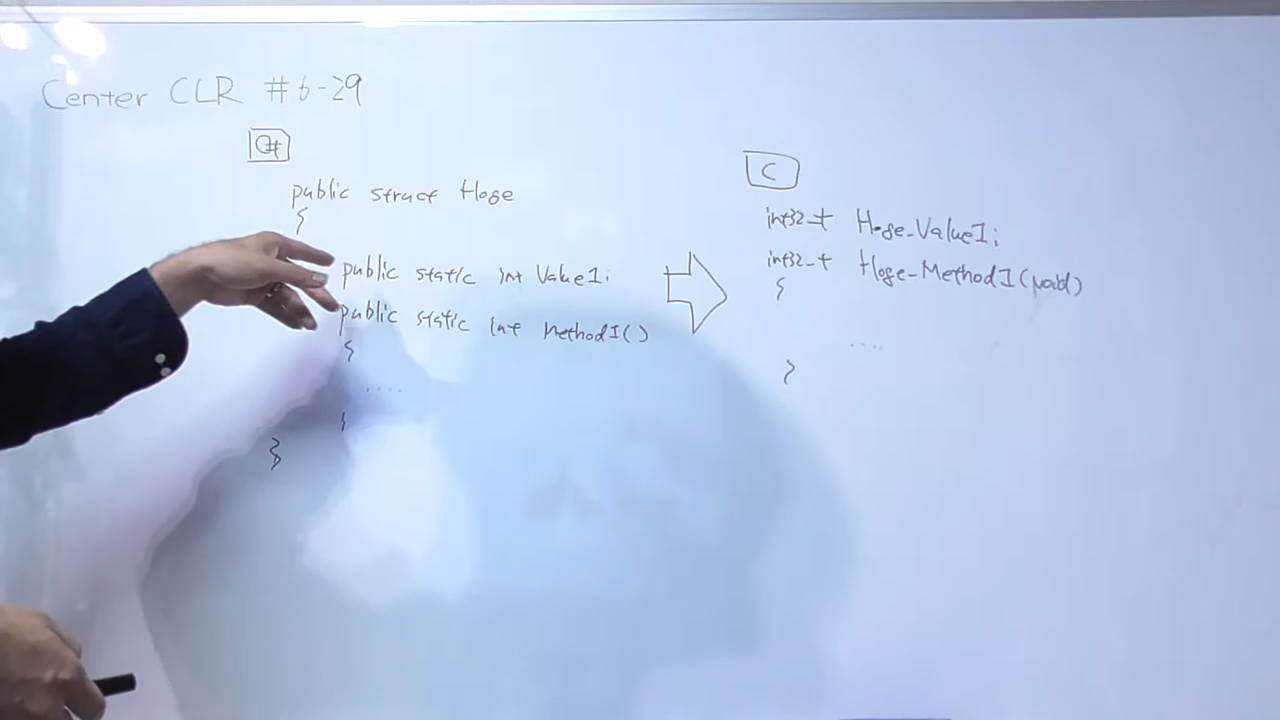 Center CLR #6-29
C#
public struct Hoge
{
public static int Value1;
public static int Method1()
{
....
}
}
C
int32_t Hoge_Value1;
int32_t Hoge_Method1(void)
{
....
}